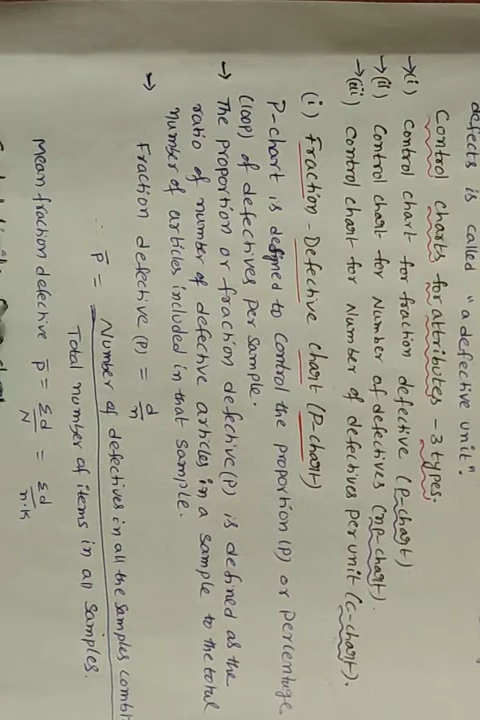 defects is called "a defective unit".
Control charts for attributes - 3 types.
→(i) control chart for fraction defective (p-chart)
→(ii) control chart for Number of defectives (np-chart).
→(iii) control chart for Number of defectives per unit (c-chart).
(i) Fraction-Defective chart (p-chart)
P-chart is defined to control the proportion (p) or percentage
(100p) of defectives per sample.
→ The proportion or fraction defective (p) is defined as the
ratio of number of defective articles in a sample to the total
number of articles included in that sample.
→ Fraction defective (p) = d/n
∴ p̄ = Number of defectives in all the samples combi
Total number of items in all samples.
Mean fraction defective p̄ = Σd/N = Σd/n·k